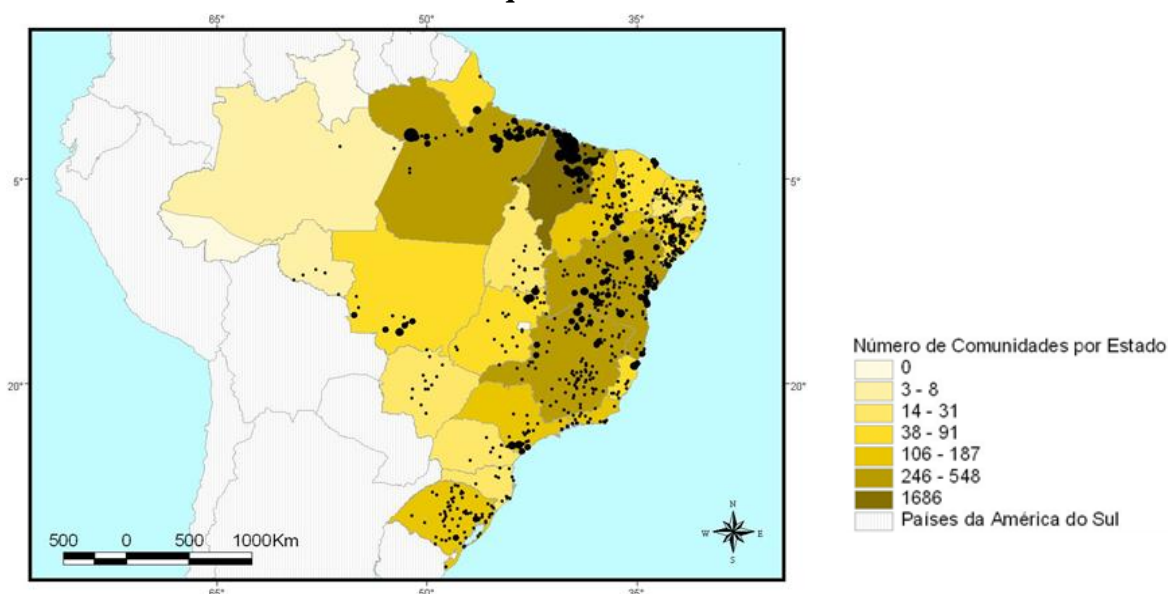 65° 50° 35°
5° 5°
20° 20°
500 0 500 1000Km
N
W E
S
65° 50° 35°
Número de Comunidades por Estado
0
3 - 8
14 - 31
38 - 91
106 - 187
246 - 548
1686
Países da América do Sul